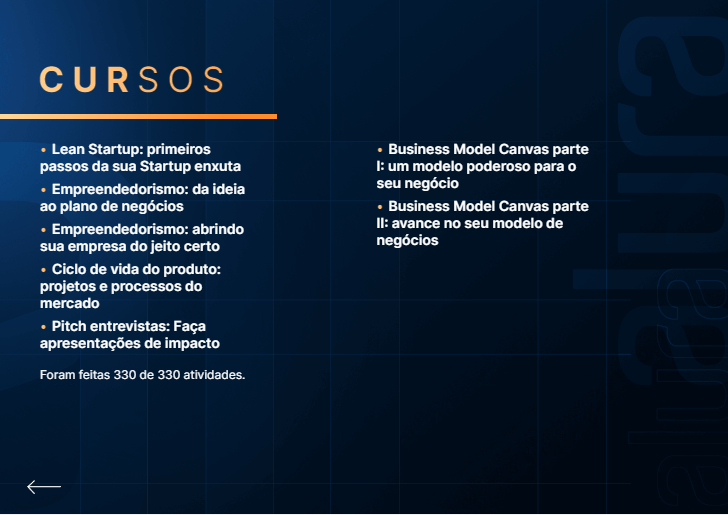 CURSOS
• Lean Startup: primeiros
passos da sua Startup enxuta
• Empreendedorismo: da ideia
ao plano de negócios
• Empreendedorismo: abrindo
sua empresa do jeito certo
• Ciclo de vida do produto:
projetos e processos do
mercado
• Pitch entrevistas: Faça
apresentações de impacto
Foram feitas 330 de 330 atividades.
• Business Model Canvas parte
I: um modelo poderoso para o
seu negócio
• Business Model Canvas parte
II: avance no seu modelo de
negócios
alura
alura
alura